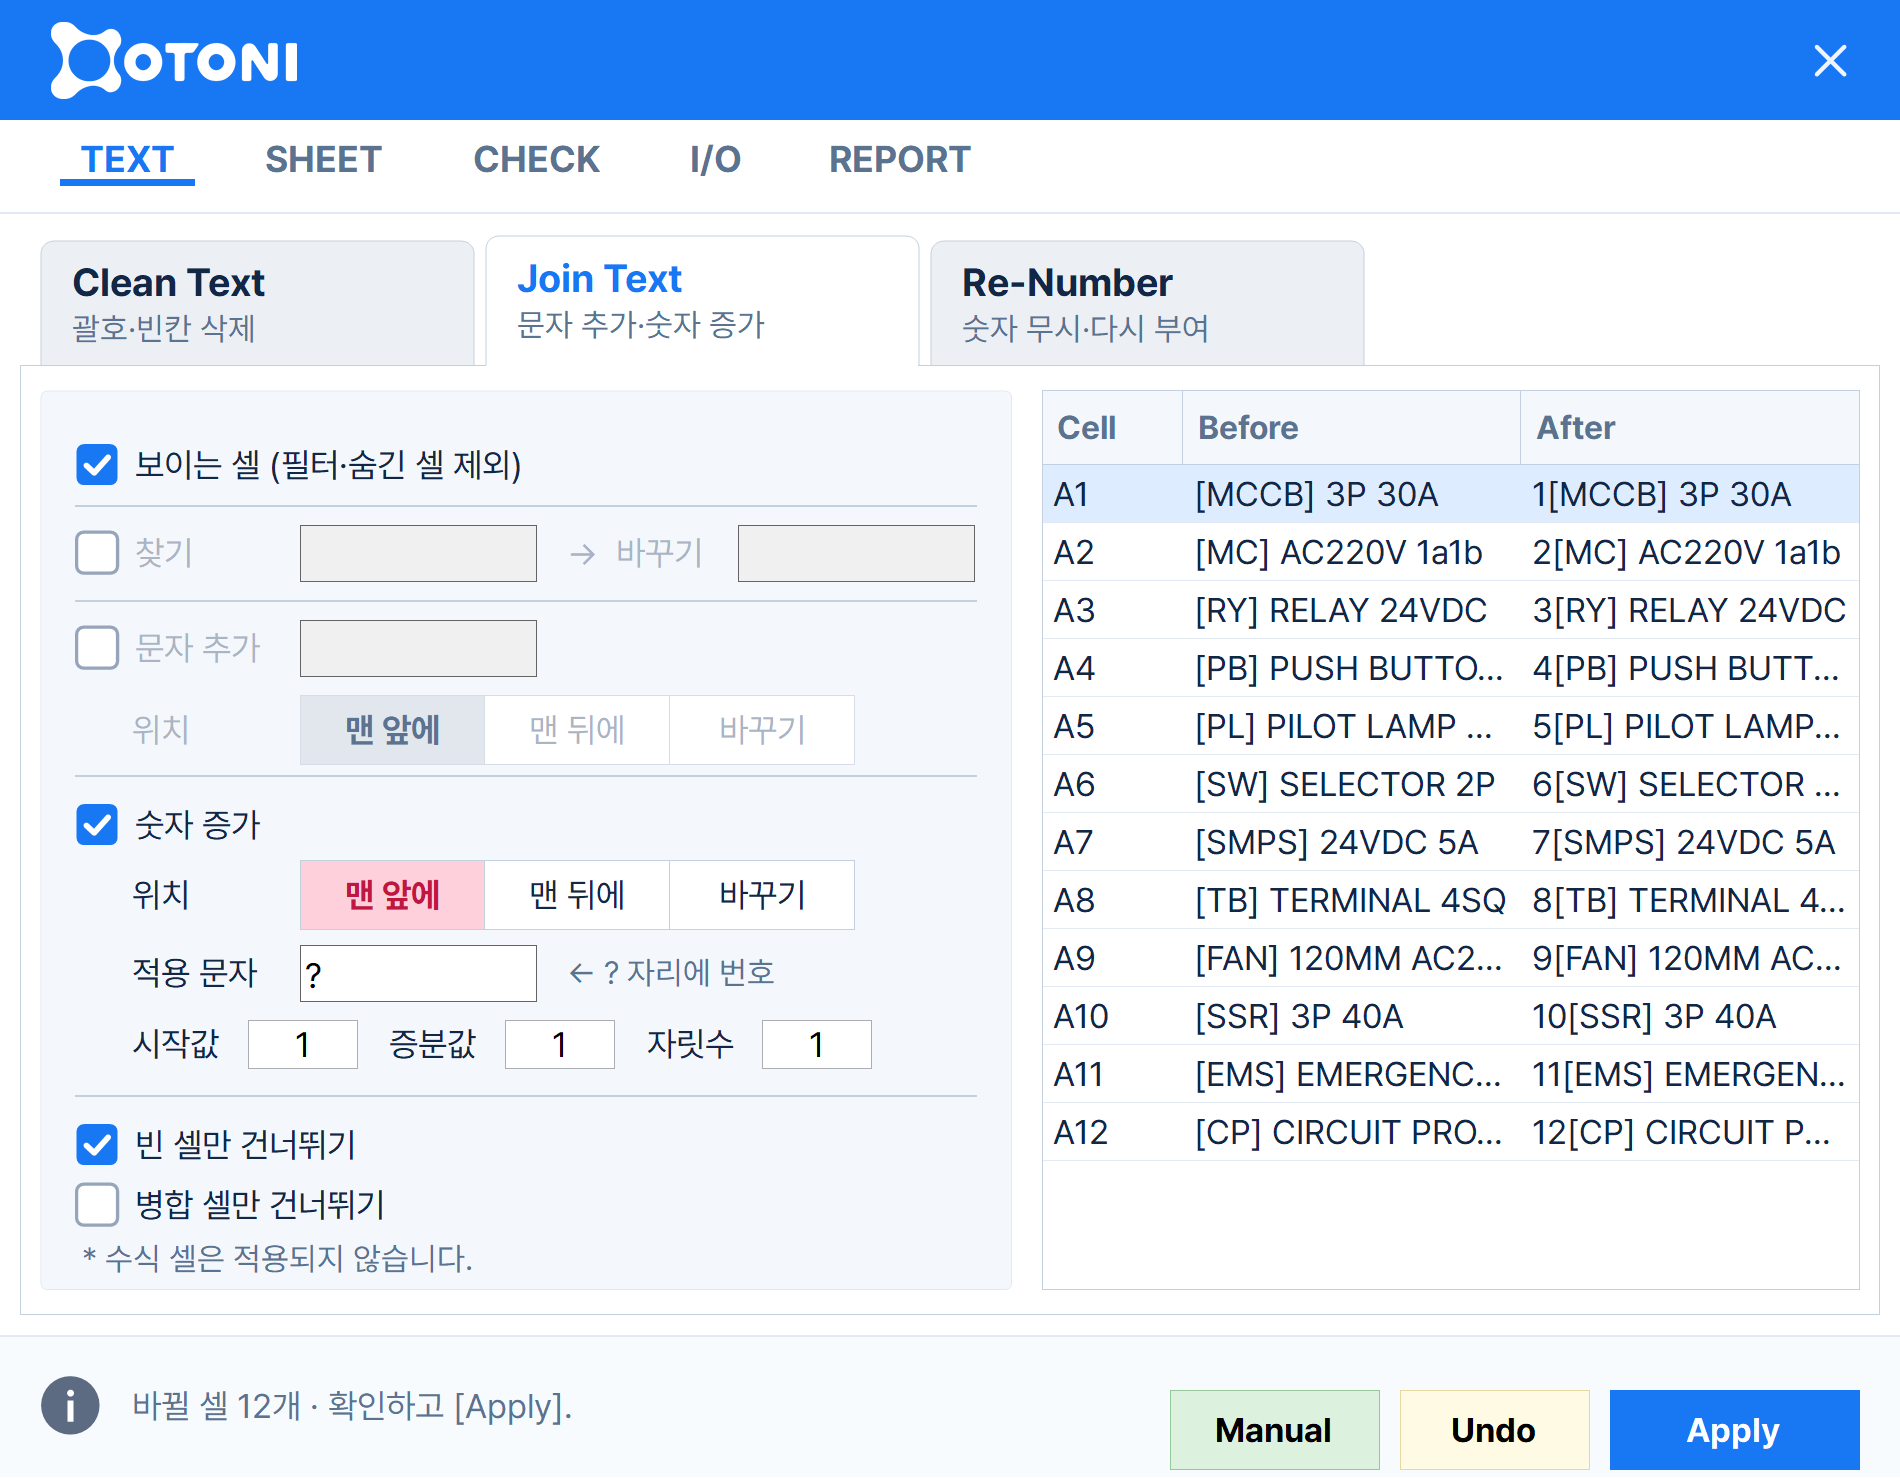 OTONI
TEXT SHEET CHECK I/O REPORT
Clean Text
괄호·빈칸 삭제
Join Text
문자 추가·숫자 증가
Re-Number
숫자 무시·다시 부여
보이는 셀 (필터·숨긴 셀 제외)
찾기 → 바꾸기
문자 추가
위치 맨 앞에 맨 뒤에 바꾸기
숫자 증가
위치 맨 앞에 맨 뒤에 바꾸기
적용 문자 ? ← ? 자리에 번호
시작값 1 증분값 1 자릿수 1
빈 셀만 건너뛰기
병합 셀만 건너뛰기
* 수식 셀은 적용되지 않습니다.
Cell Before After
A1 [MCCB] 3P 30A 1[MCCB] 3P 30A
A2 [MC] AC220V 1a1b 2[MC] AC220V 1a1b
A3 [RY] RELAY 24VDC 3[RY] RELAY 24VDC
A4 [PB] PUSH BUTTO... 4[PB] PUSH BUTT...
A5 [PL] PILOT LAMP ... 5[PL] PILOT LAMP...
A6 [SW] SELECTOR 2P 6[SW] SELECTOR ...
A7 [SMPS] 24VDC 5A 7[SMPS] 24VDC 5A
A8 [TB] TERMINAL 4SQ 8[TB] TERMINAL 4...
A9 [FAN] 120MM AC2... 9[FAN] 120MM AC...
A10 [SSR] 3P 40A 10[SSR] 3P 40A
A11 [EMS] EMERGENC... 11[EMS] EMERGEN...
A12 [CP] CIRCUIT PRO... 12[CP] CIRCUIT P...
바뀔 셀 12개 · 확인하고 [Apply].
Manual Undo Apply